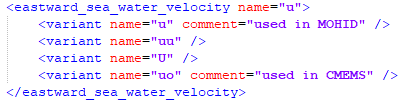 <eastward_sea_water_velocity name="u">
<variant name="u" comment="used in MOHID" />
<variant name="uu" />
<variant name="U" />
<variant name="uo" comment="used in CMEMS" />
</eastward_sea_water_velocity>